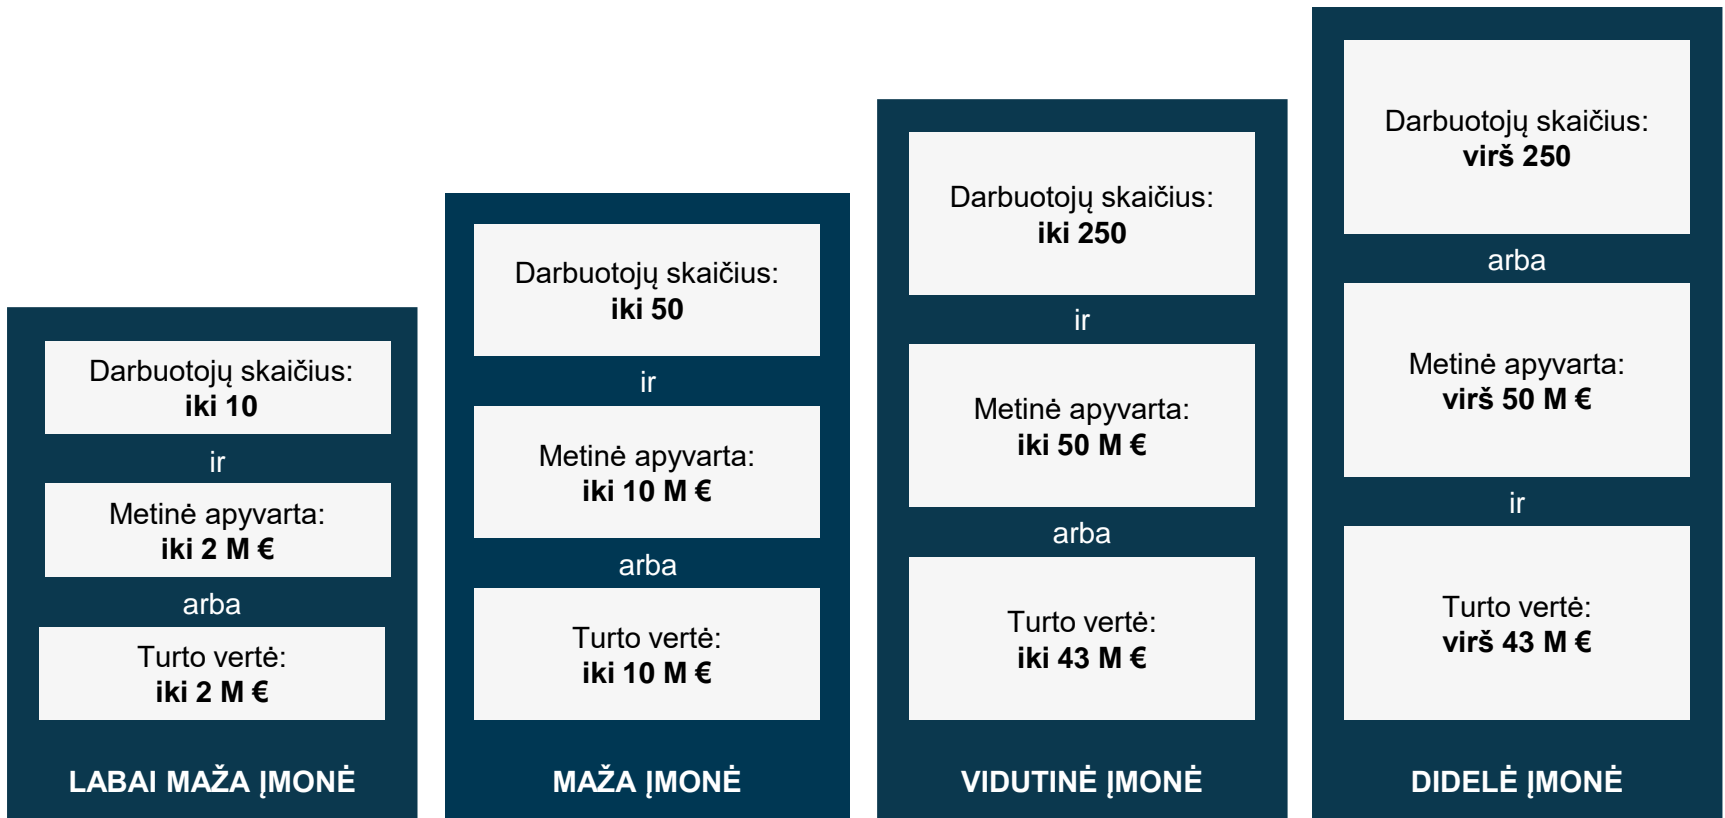 Darbuotojų skaičius:
iki 10
ir
Metinė apyvarta:
iki 2 M €
arba
Turto vertė:
iki 2 M €
LABAI MAŽA ĮMONĖ
Darbuotojų skaičius:
iki 50
ir
Metinė apyvarta:
iki 10 M €
arba
Turto vertė:
iki 10 M €
MAŽA ĮMONĖ
Darbuotojų skaičius:
iki 250
ir
Metinė apyvarta:
iki 50 M €
arba
Turto vertė:
iki 43 M €
VIDUTINĖ ĮMONĖ
Darbuotojų skaičius:
virš 250
arba
Metinė apyvarta:
virš 50 M €
ir
Turto vertė:
virš 43 M €
DIDELĖ ĮMONĖ